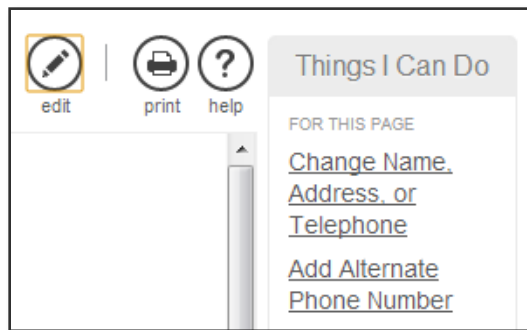 edit
print
help
Things I Can Do
FOR THIS PAGE
Change Name,
Address, or
Telephone
Add Alternate
Phone Number